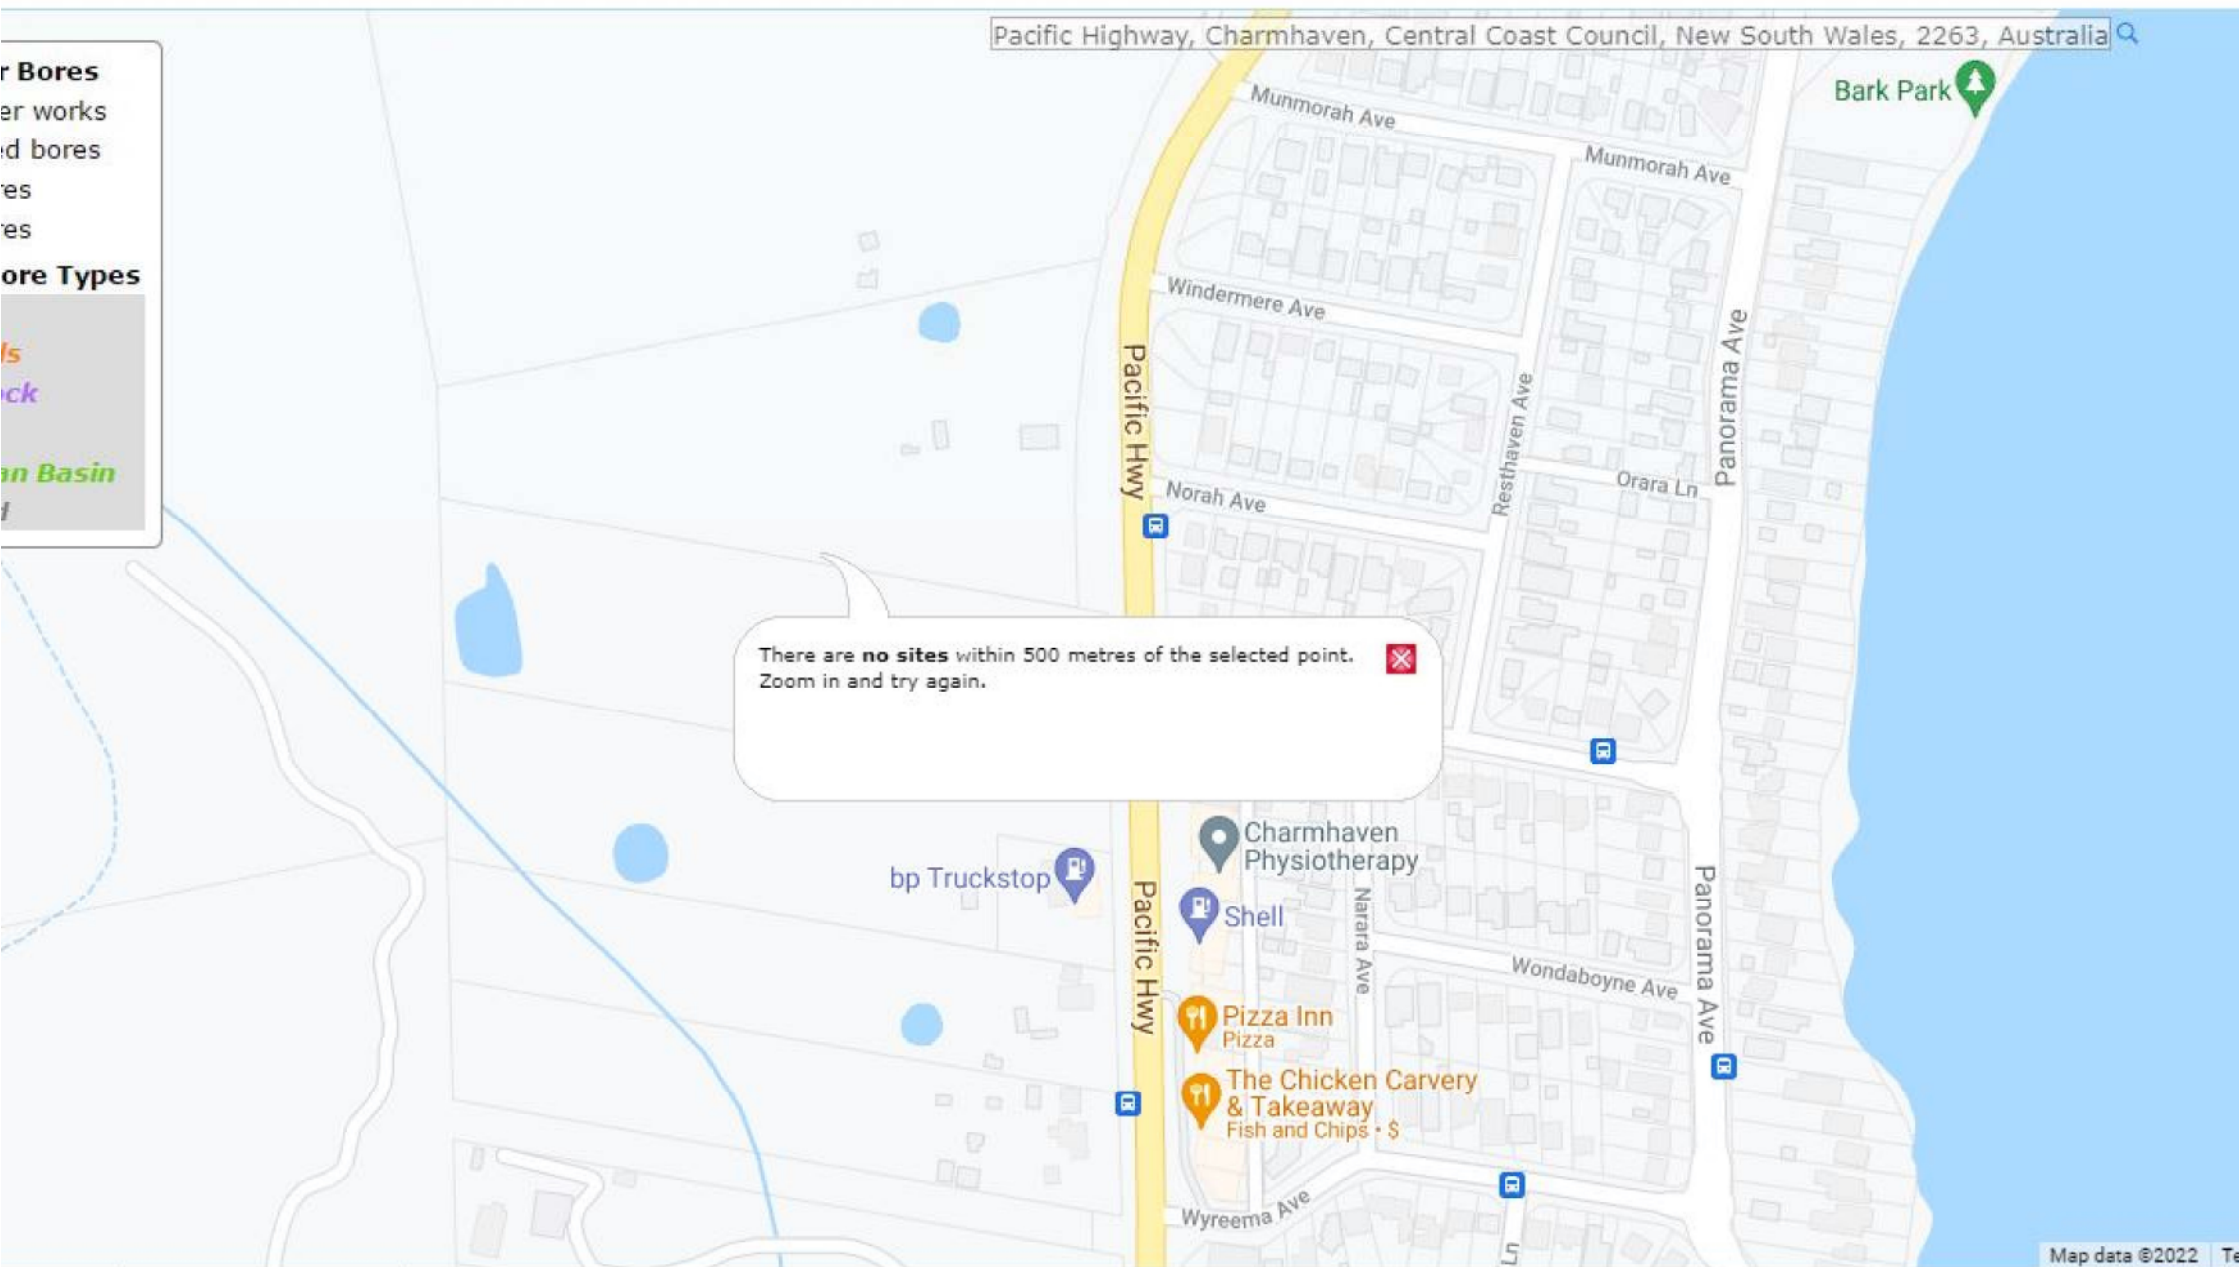 Pacific Highway, Charmhaven, Central Coast Council, New South Wales, 2263, Australia
r Bores
er works
ed bores
res
res
ore Types
ls
ock
an Basin
d
Bark Park
Munmorah Ave
Munmorah Ave
Windermere Ave
Pacific Hwy
Panorama Ave
Resthaven Ave
Orara Ln
Norah Ave
There are no sites within 500 metres of the selected point.
Zoom in and try again.
Charmhaven
Physiotherapy
bp Truckstop
Shell
Pacific Hwy
Narara Ave
Panorama Ave
Wondaboyne Ave
Pizza Inn
Pizza
The Chicken Carvery
& Takeaway
Fish and Chips • $
Wyreema Ave
Ln
Map data ©2022
Te